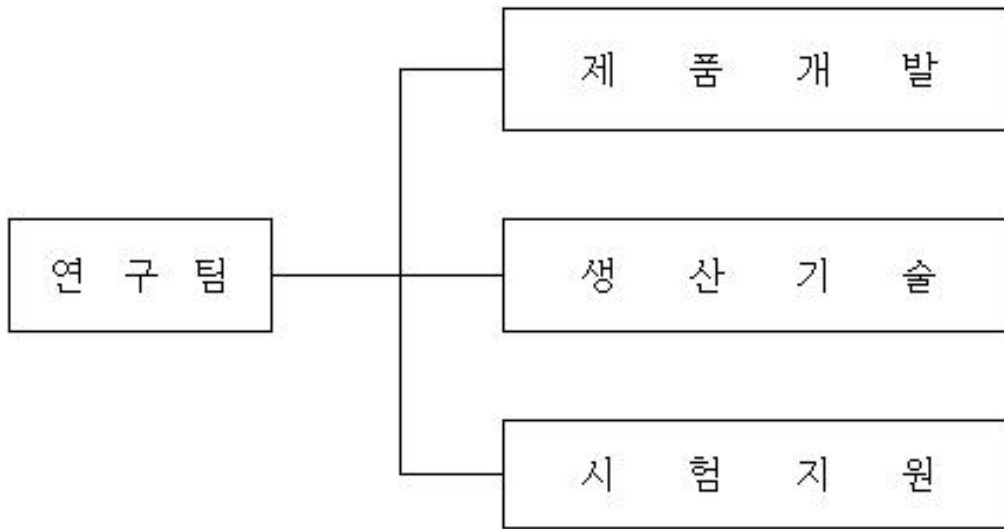 제 품 개 발
연 구 팀
생 산 기 술
시 험 지 원